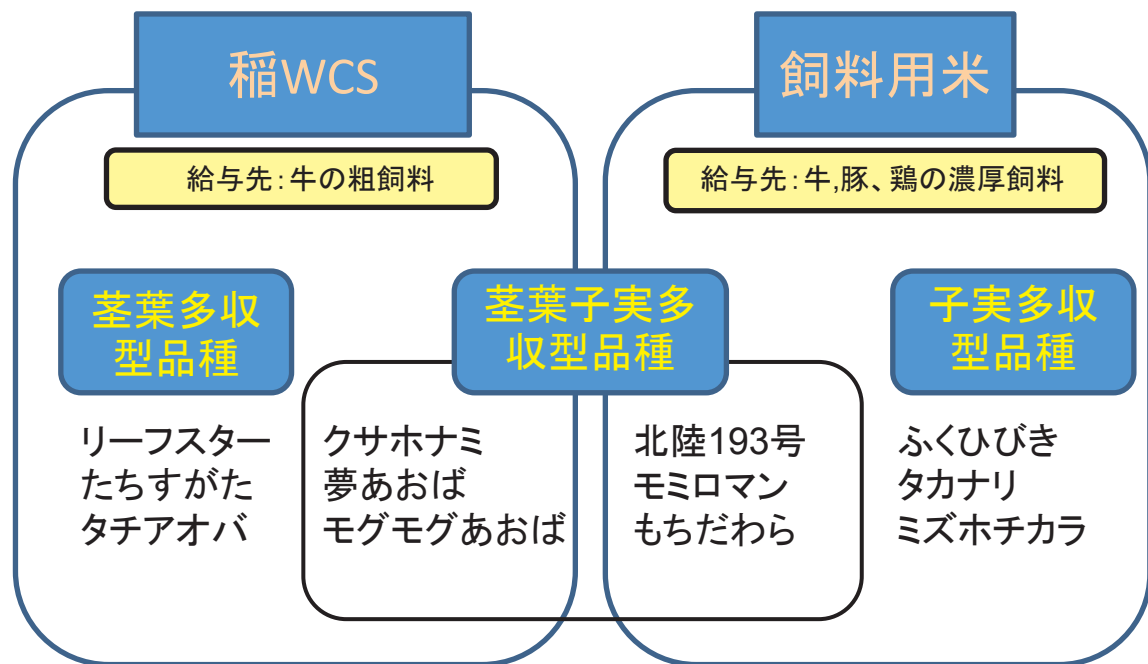 稲WCS
給与先:牛の粗飼料
飼料用米
給与先:牛,豚、鶏の濃厚飼料
茎葉多収
型品種
リーフスター
たちすがた
タチアオバ
茎葉子実多
収型品種
クサホナミ
夢あおば
モグモグあおば
北陸193号
モミロマン
もちだわら
子実多収
型品種
ふくひびき
タカナリ
ミズホチカラ